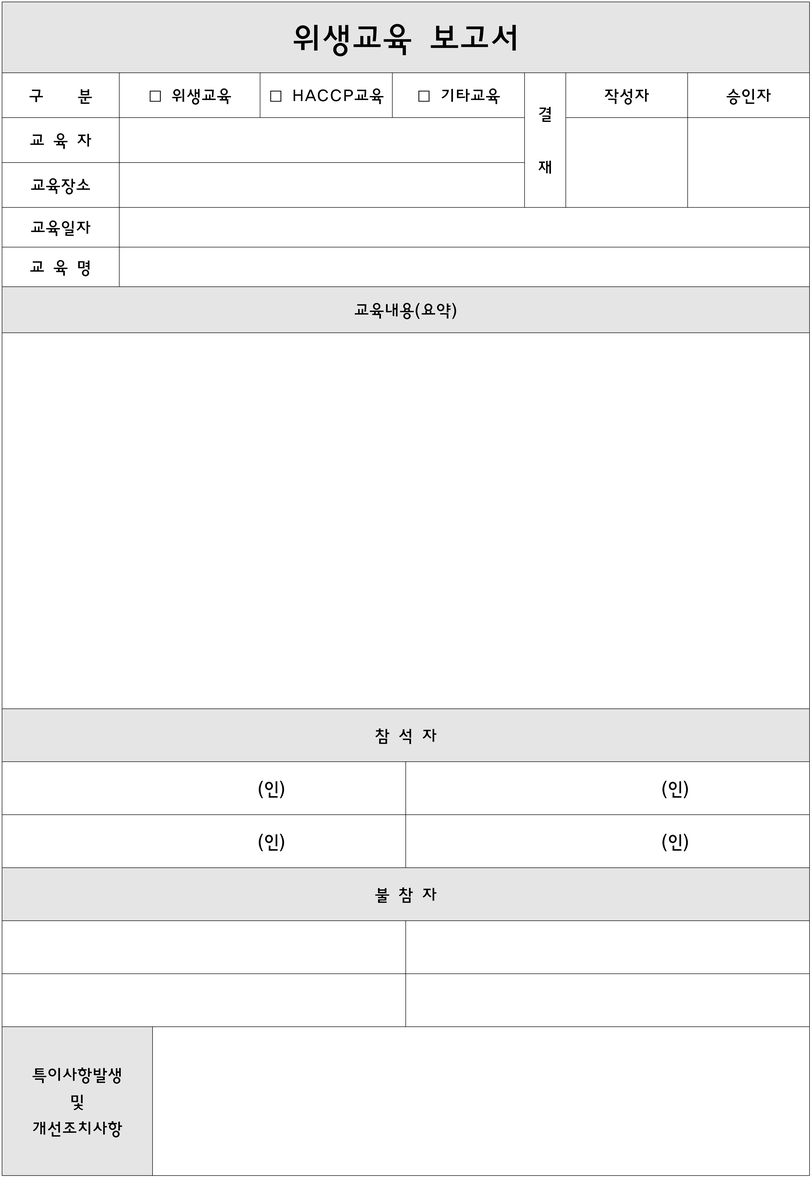 위생교육 보고서
구 분 □ 위생교육 □ HACCP교육 □ 기타교육 결재 작성자 승인자
교 육 자
교육장소
교육일자
교 육 명
교육내용(요약)
참 석 자
(인) (인)
(인) (인)
불 참 자
특이사항발생
및
개선조치사항